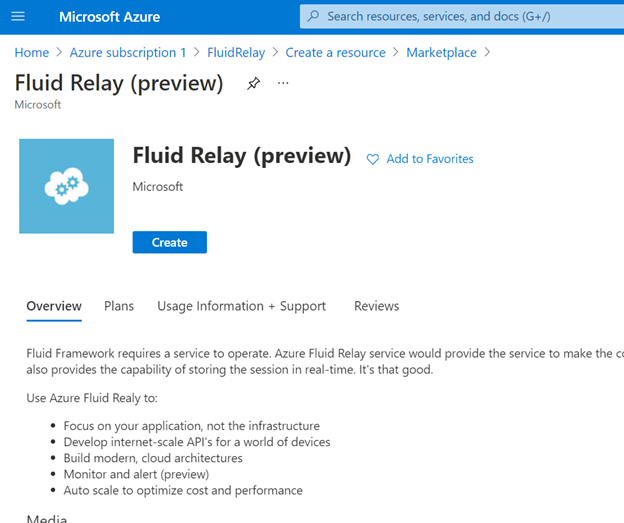 Microsoft Azure
Search resources, services, and docs (G+/)
Home > Azure subscription 1 > FluidRelay > Create a resource > Marketplace >
Fluid Relay (preview) ...
Microsoft
Fluid Relay (preview)
Add to Favorites
Microsoft
Create
Overview Plans Usage Information + Support Reviews
Fluid Framework requires a service to operate. Azure Fluid Relay service would provide the service to make the
also provides the capability of storing the session in real-time. It's that good.
Use Azure Fluid Realy to:
• Focus on your application, not the infrastructure
• Develop internet-scale API's for a world of devices
• Build modern, cloud architectures
• Monitor and alert (preview)
• Auto scale to optimize cost and performance
Media